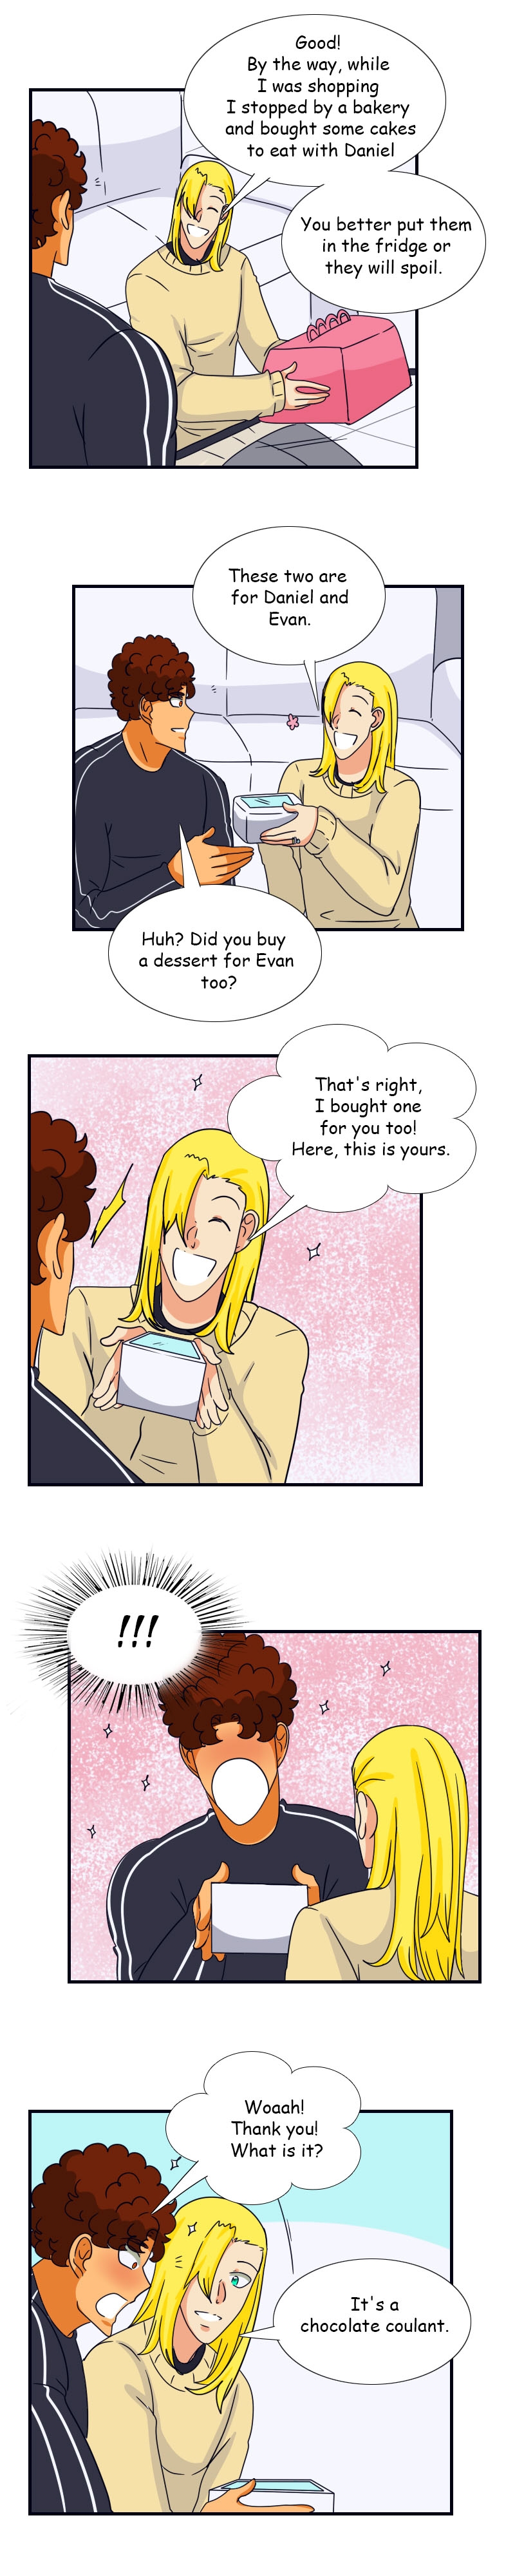 Good!
By the way, while
I was shopping
I stopped by a bakery
and bought some cakes
to eat with Daniel
You better put them
in the fridge or
they will spoil.
These two are
for Daniel and
Evan.
Huh? Did you buy
a dessert for Evan
too?
That's right,
I bought one
for you too!
Here, this is yours.
!!!
Woaah!
Thank you!
What is it?
It's a
chocolate coulant.